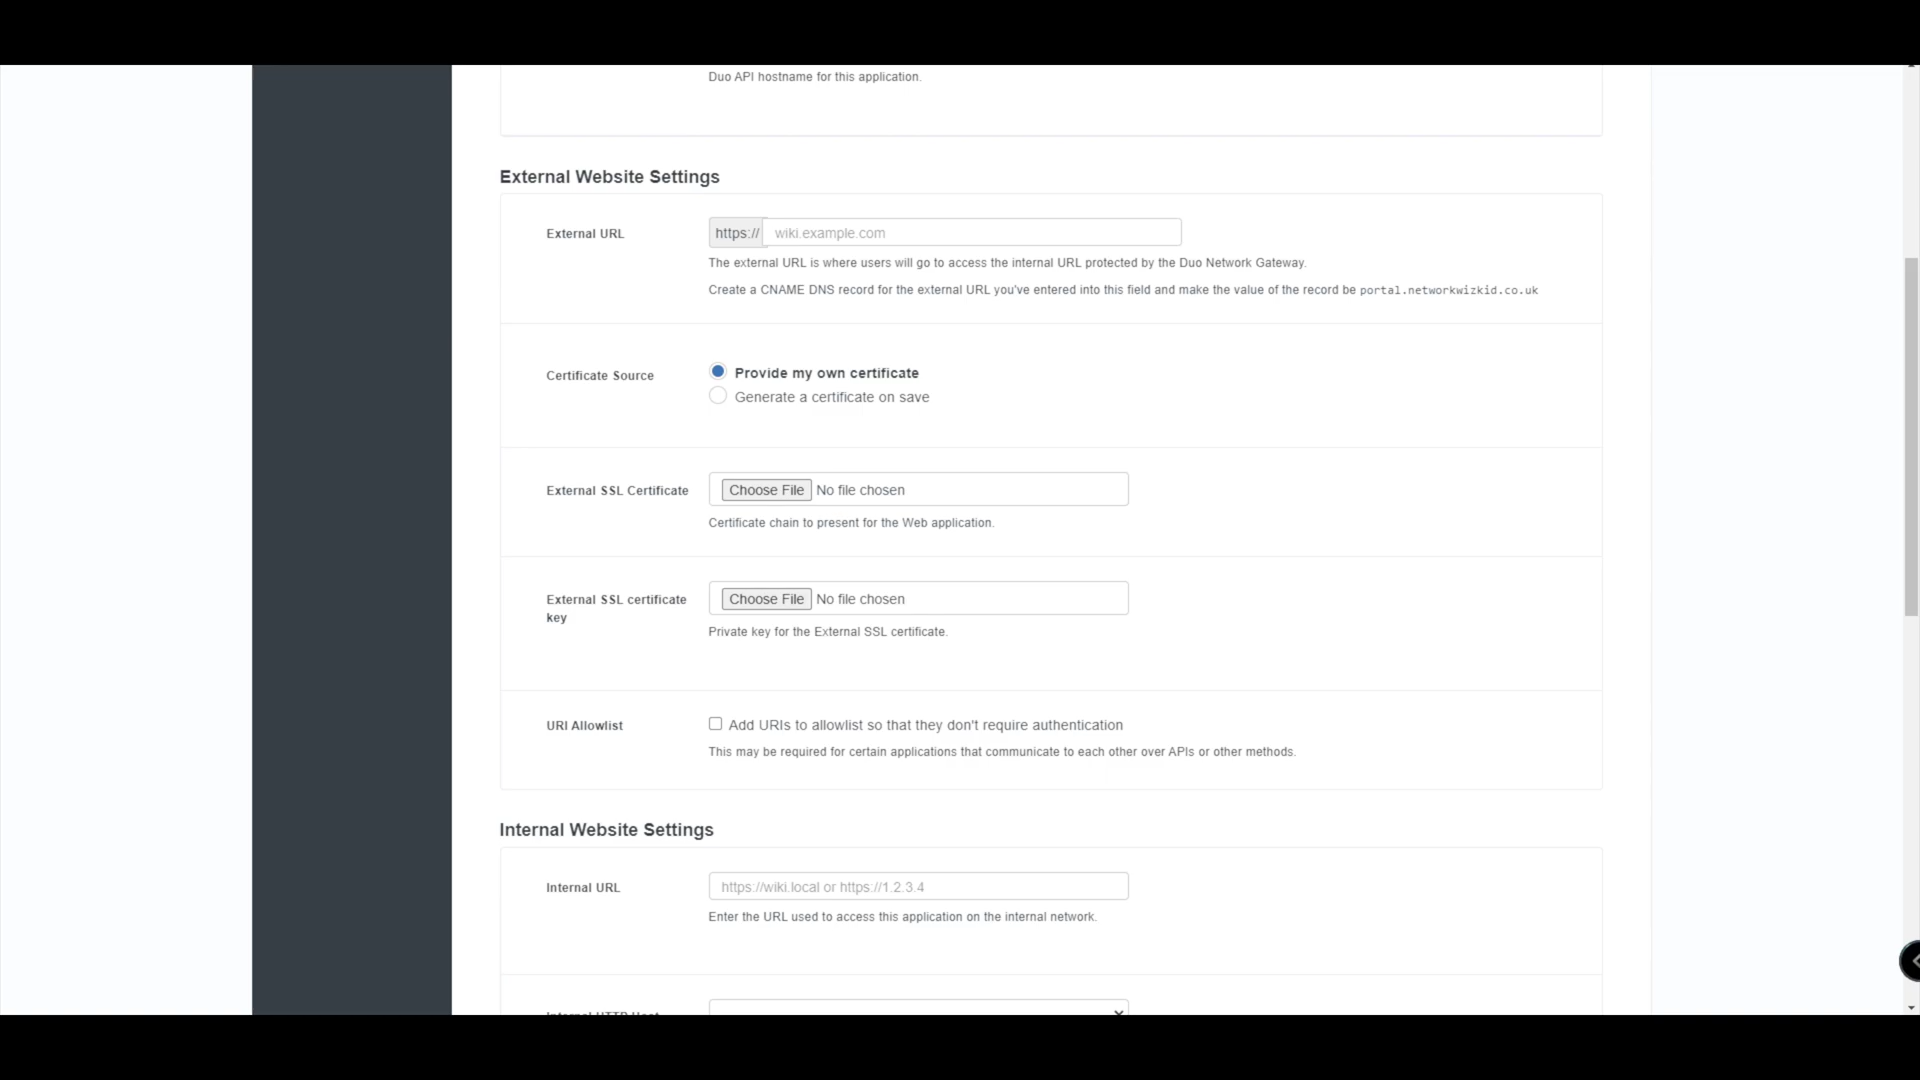 Duo API hostname for this application.
External Website Settings
External URL
https:// wiki.example.com
The external URL is where users will go to access the internal URL protected by the Duo Network Gateway.
Create a CNAME DNS record for the external URL you've entered into this field and make the value of the record be portal.networkwizkid.co.uk
Certificate Source
Provide my own certificate
Generate a certificate on save
External SSL Certificate
Choose File No file chosen
Certificate chain to present for the Web application.
External SSL certificate
key
Choose File No file chosen
Private key for the External SSL certificate.
URI Allowlist
Add URIs to allowlist so that they don't require authentication
This may be required for certain applications that communicate to each other over APIs or other methods.
Internal Website Settings
Internal URL
https://wiki.local or https://1.2.3.4
Enter the URL used to access this application on the internal network.
Internal HTTP Host